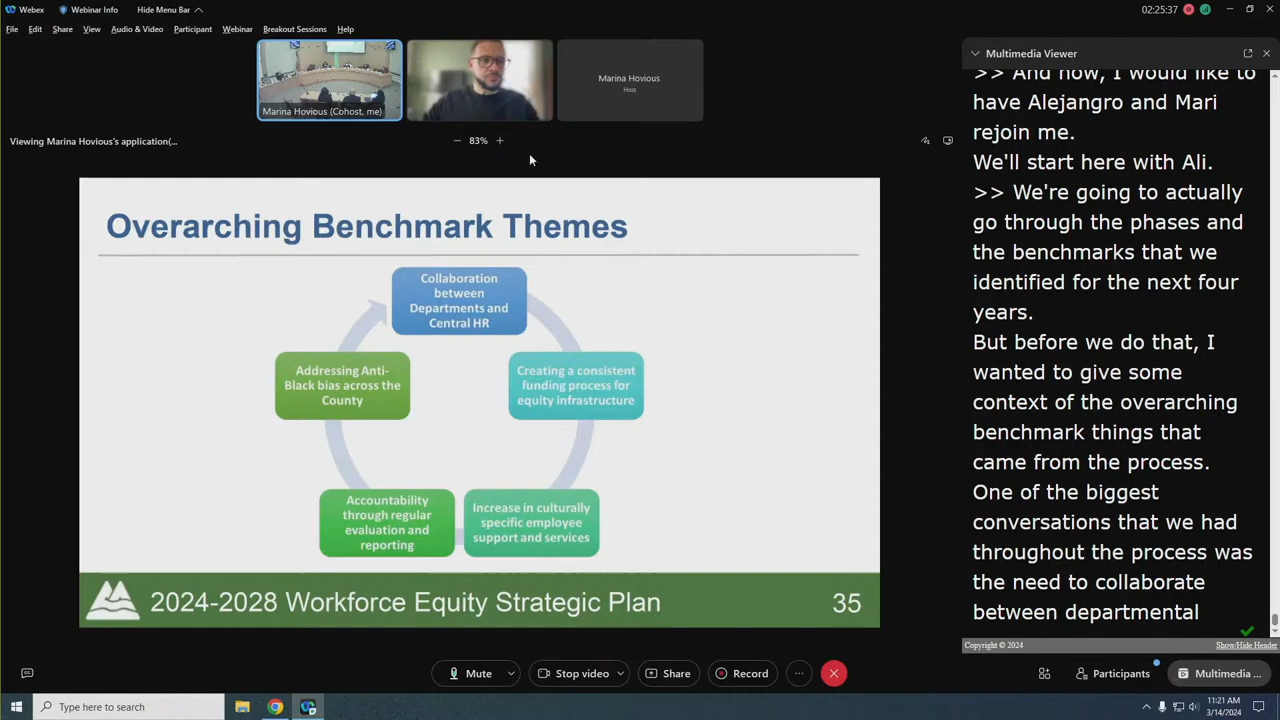 Webex
Webinar Info
Hide Menu Bar
02:25:37
File Edit Share View Audio & Video Participant Webinar Breakout Sessions Help
Marina Hovious (Cohost, me)
Marina Hovious
Host
Viewing Marina Hovious's application(...
83%
Overarching Benchmark Themes
Collaboration
between
Departments and
Central HR
Creating a consistent
funding process for
equity infrastructure
Increase in culturally
specific employee
support and services
Accountability
through regular
evaluation and
reporting
Addressing Anti-
Black bias across the
County
2024-2028 Workforce Equity Strategic Plan
35
Multimedia Viewer
>> And now, I would like to
have Alejangro and Mari
rejoin me.
We'll start here with Ali.
>> We're going to actually
go through the phases and
the benchmarks that we
identified for the next four
years.
But before we do that, I
wanted to give some
context of the overarching
benchmark things that
came from the process.
One of the biggest
conversations that we had
throughout the process was
the need to collaborate
between departmental
Copyright © 2024
Show/Hide Header
Mute
Stop video
Share
Record
Participants
Multimedia ...
Type here to search
11:21 AM
3/14/2024